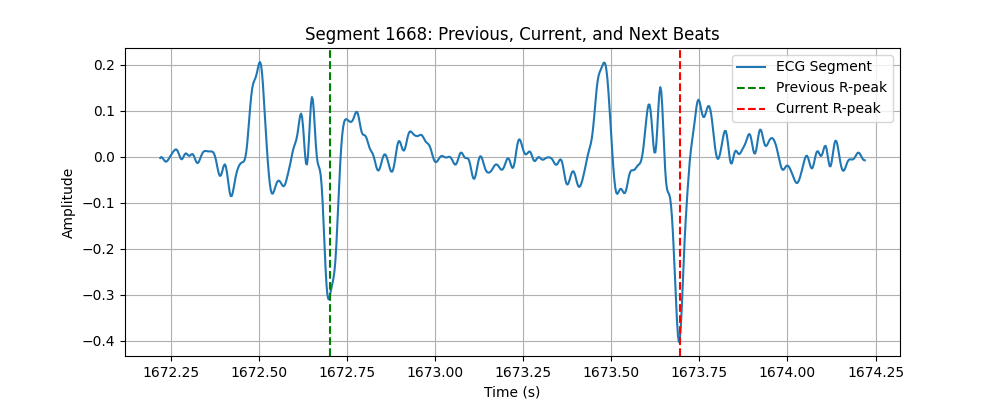 Segment 1668: Previous, Current, and Next Beats
ECG Segment
Previous R-peak
Current R-peak
Amplitude
0.2
0.1
0.0
−0.1
−0.2
−0.3
−0.4
1672.25 1672.50 1672.75 1673.00 1673.25 1673.50 1673.75 1674.00 1674.25
Time (s)